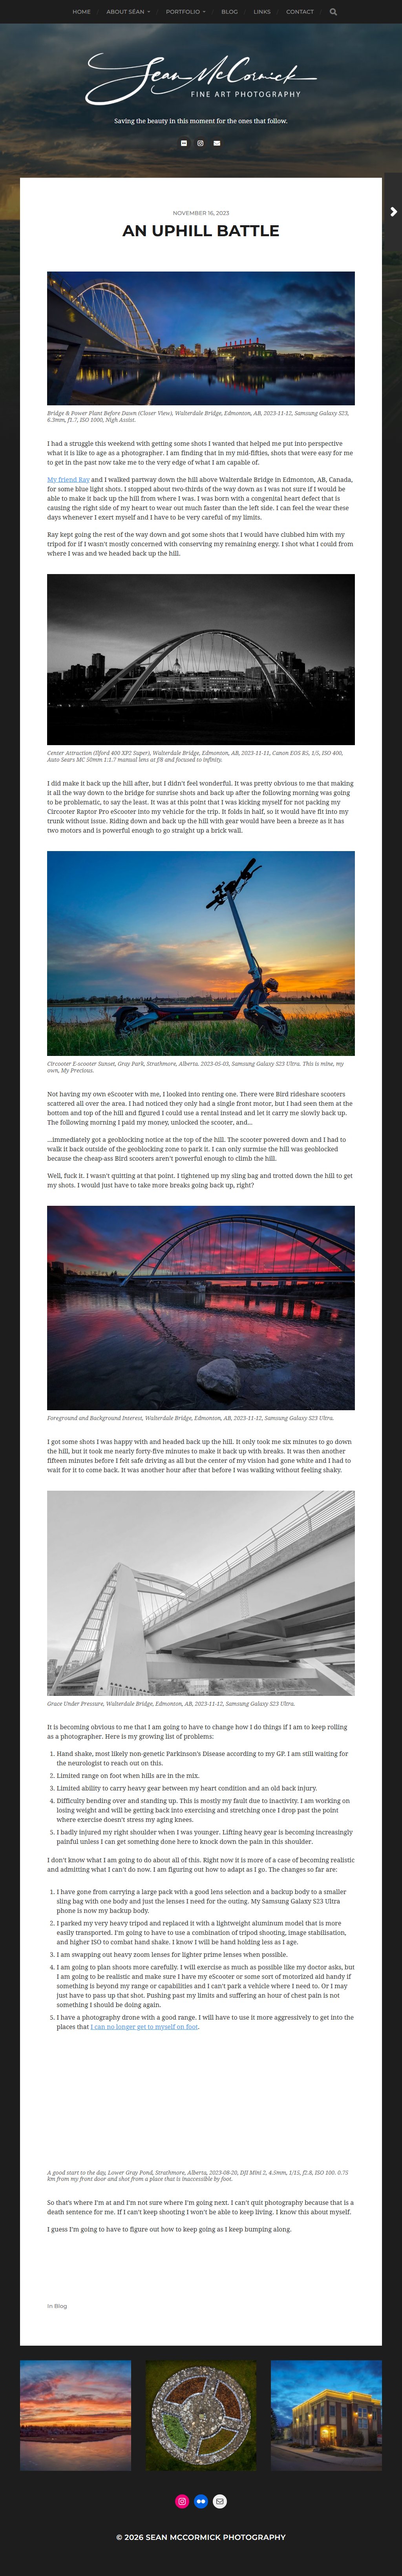 HOME
ABOUT SÉAN
PORTFOLIO
BLOG
LINKS
CONTACT
Sean McCormick
FINE ART PHOTOGRAPHY
Saving the beauty in this moment for the ones that follow.
NOVEMBER 16, 2023
AN UPHILL BATTLE
Bridge & Power Plant Before Dawn (Closer View), Walterdale Bridge, Edmonton, AB, 2023-11-12, Samsung Galaxy S23,
6.3mm, f1.7, ISO 1000, Nigh Assist.
I had a struggle this weekend with getting some shots I wanted that helped me put into perspective
what it is like to age as a photographer. I am finding that in my mid-fifties, shots that were easy for me
to get in the past now take me to the very edge of what I am capable of.
My friend Ray and I walked partway down the hill above Walterdale Bridge in Edmonton, AB, Canada,
for some blue light shots. I stopped about two-thirds of the way down as I was not sure if I would be
able to make it back up the hill from where I was. I was born with a congenital heart defect that is
causing the right side of my heart to wear out much faster than the left side. I can feel the wear these
days whenever I exert myself and I have to be very careful of my limits.
Ray kept going the rest of the way down and got some shots that I would have clubbed him with my
tripod for if I wasn't mostly concerned with conserving my remaining energy. I shot what I could from
where I was and we headed back up the hill.
Center Attraction (Ilford 400 XP2 Super), Walterdale Bridge, Edmonton, AB, 2023-11-11, Canon EOS R5, 1/5, ISO 400,
Auto Sears MC 50mm 1:1.7 manual lens at f/8 and focused to infinity.
I did make it back up the hill after, but I didn't feel wonderful. It was pretty obvious to me that making
it all the way down to the bridge for sunrise shots and back up after the following morning was going
to be problematic, to say the least. It was at this point that I was kicking myself for not packing my
Circooter Raptor Pro eScooter into my vehicle for the trip. It folds in half, so it would have fit into my
trunk without issue. Riding down and back up the hill with gear would have been a breeze as it has
two motors and is powerful enough to go straight up a brick wall.
Circooter E-scooter Sunset, Gray Park, Strathmore, Alberta. 2023-05-03, Samsung Galaxy S23 Ultra. This is mine, my
own, My Precious.
Not having my own eScooter with me, I looked into renting one. There were Bird rideshare scooters
scattered all over the area. I had noticed they only had a single front motor, but I had seen them at the
bottom and top of the hill and figured I could use a rental instead and let it carry me slowly back up.
The following morning I paid my money, unlocked the scooter, and…
…immediately got a geoblocking notice at the top of the hill. The scooter powered down and I had to
walk it back outside of the geoblocking zone to park it. I can only surmise the hill was geoblocked
because the cheap-ass Bird scooters aren't powerful enough to climb the hill.
Well, fuck it. I wasn't quitting at that point. I tightened up my sling bag and trotted down the hill to get
my shots. I would just have to take more breaks going back up, right?
Foreground and Background Interest, Walterdale Bridge, Edmonton, AB, 2023-11-12, Samsung Galaxy S23 Ultra.
I got some shots I was happy with and headed back up the hill. It only took me six minutes to go down
the hill, but it took me nearly forty-five minutes to make it back up with breaks. It was then another
fifteen minutes before I felt safe driving as all but the center of my vision had gone white and I had to
wait for it to come back. It was another hour after that before I was walking without feeling shaky.
Grace Under Pressure, Walterdale Bridge, Edmonton, AB, 2023-11-12, Samsung Galaxy S23 Ultra.
It is becoming obvious to me that I am going to have to change how I do things if I am to keep rolling
as a photographer. Here is my growing list of problems:
1. Hand shake, most likely non-genetic Parkinson's Disease according to my GP. I am still waiting for
the neurologist to reach out on this.
2. Limited range on foot when hills are in the mix.
3. Limited ability to carry heavy gear between my heart condition and an old back injury.
4. Difficulty bending over and standing up. This is mostly my fault due to inactivity. I am working on
losing weight and will be getting back into exercising and stretching once I drop past the point
where exercise doesn't stress my aging knees.
5. I badly injured my right shoulder when I was younger. Lifting heavy gear is becoming increasingly
painful unless I can get something done here to knock down the pain in this shoulder.
I don't know what I am going to do about all of this. Right now it is more of a case of becoming realistic
and admitting what I can't do now. I am figuring out how to adapt as I go. The changes so far are:
1. I have gone from carrying a large pack with a good lens selection and a backup body to a smaller
sling bag with one body and just the lenses I need for the outing. My Samsung Galaxy S23 Ultra
phone is now my backup body.
2. I parked my very heavy tripod and replaced it with a lightweight aluminum model that is more
easily transported. I'm going to have to use a combination of tripod shooting, image stabilisation,
and higher ISO to combat hand shake. I know I will be hand holding less as I age.
3. I am swapping out heavy zoom lenses for lighter prime lenses when possible.
4. I am going to plan shots more carefully. I will exercise as much as possible like my doctor asks, but
I am going to be realistic and make sure I have my eScooter or some sort of motorized aid handy if
something is beyond my range or capabilities and I can't park a vehicle where I need to. Or I may
just have to pass up that shot. Pushing past my limits and suffering an hour of chest pain is not
something I should be doing again.
5. I have a photography drone with a good range. I will have to use it more aggressively to get into the
places that I can no longer get to myself on foot.
A good start to the day, Lower Gray Pond, Strathmore, Alberta, 2023-08-20, DJI Mini 2, 4.5mm, 1/15, f2.8, ISO 100. 0.75
km from my front door and shot from a place that is inaccessible by foot.
So that's where I'm at and I'm not sure where I'm going next. I can't quit photography because that is a
death sentence for me. If I can't keep shooting I won't be able to keep living. I know this about myself.
I guess I'm going to have to figure out how to keep going as I keep bumping along.
In Blog
© 2026 SEAN MCCORMICK PHOTOGRAPHY